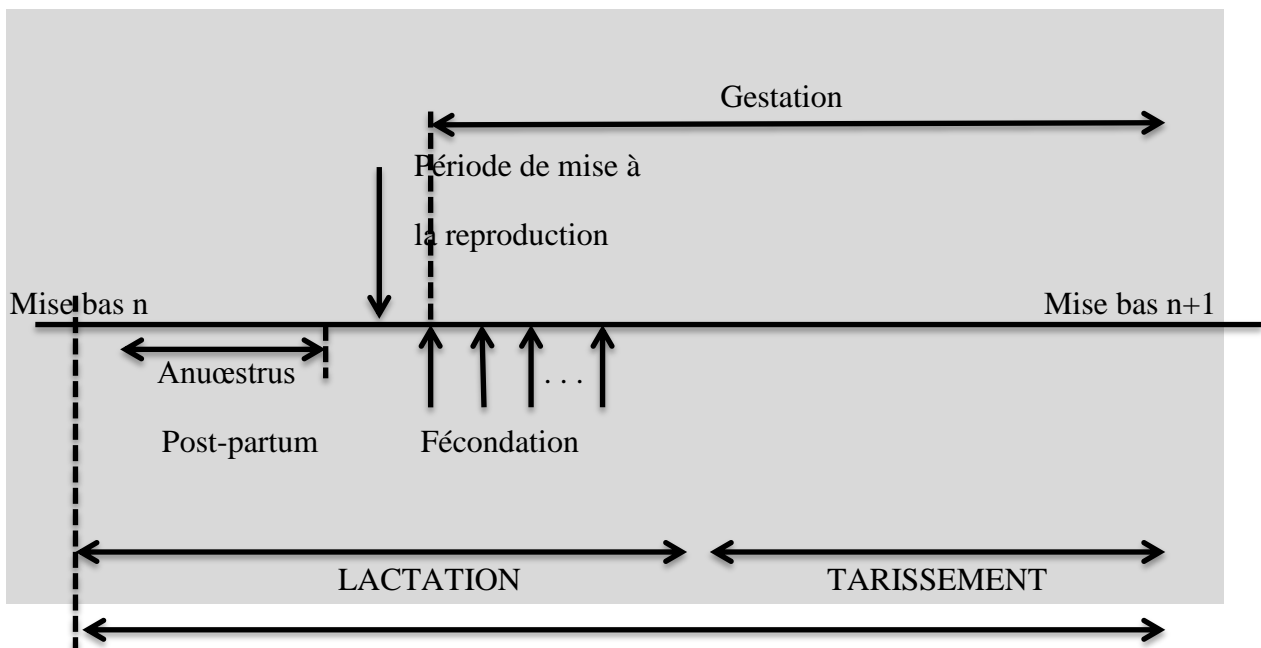 Gestation
Période de mise à
la reproduction
Mise bas n
Mise bas n+1
Anuœstrus
. . .
Post-partum
Fécondation
LACTATION
TARISSEMENT